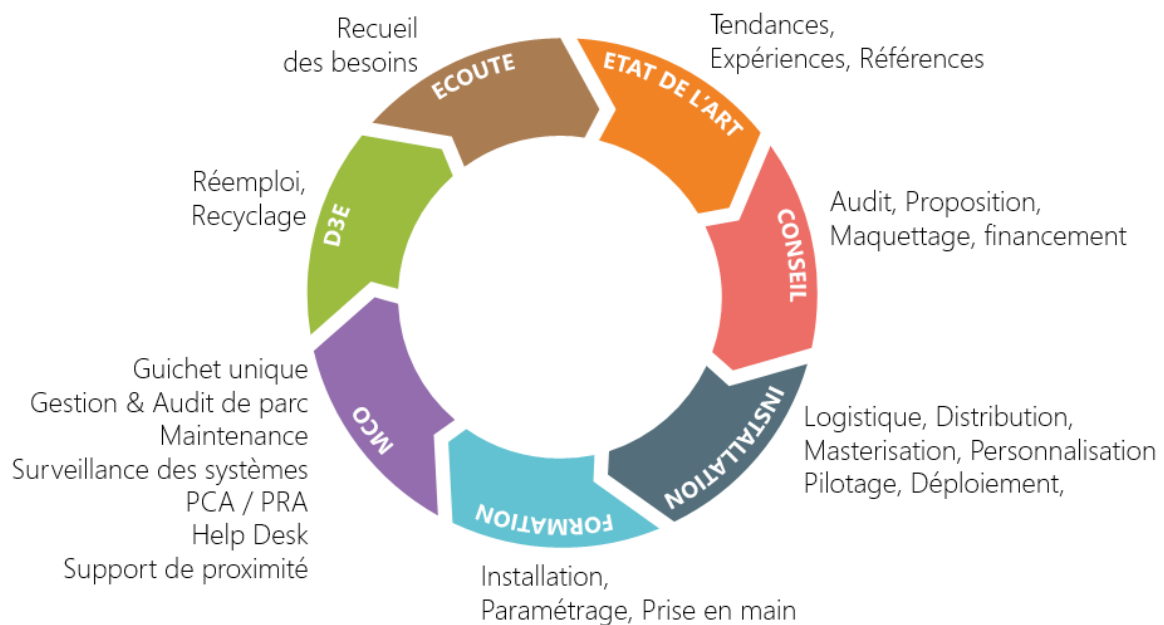 Recueil
des besoins
ECOUTE
Tendances,
Expériences, Références
ETAT DE L'ART
Audit, Proposition,
Maquettage, financement
CONSEIL
Logistique, Distribution,
Masterisation, Personnalisation
Pilotage, Déploiement,
INSTALLATION
Installation,
Paramétrage, Prise en main
FORMATION
Guichet unique
Gestion & Audit de parc
Maintenance
Surveillance des systèmes
PCA / PRA
Help Desk
Support de proximité
MCO
Réemploi,
Recyclage
D3E